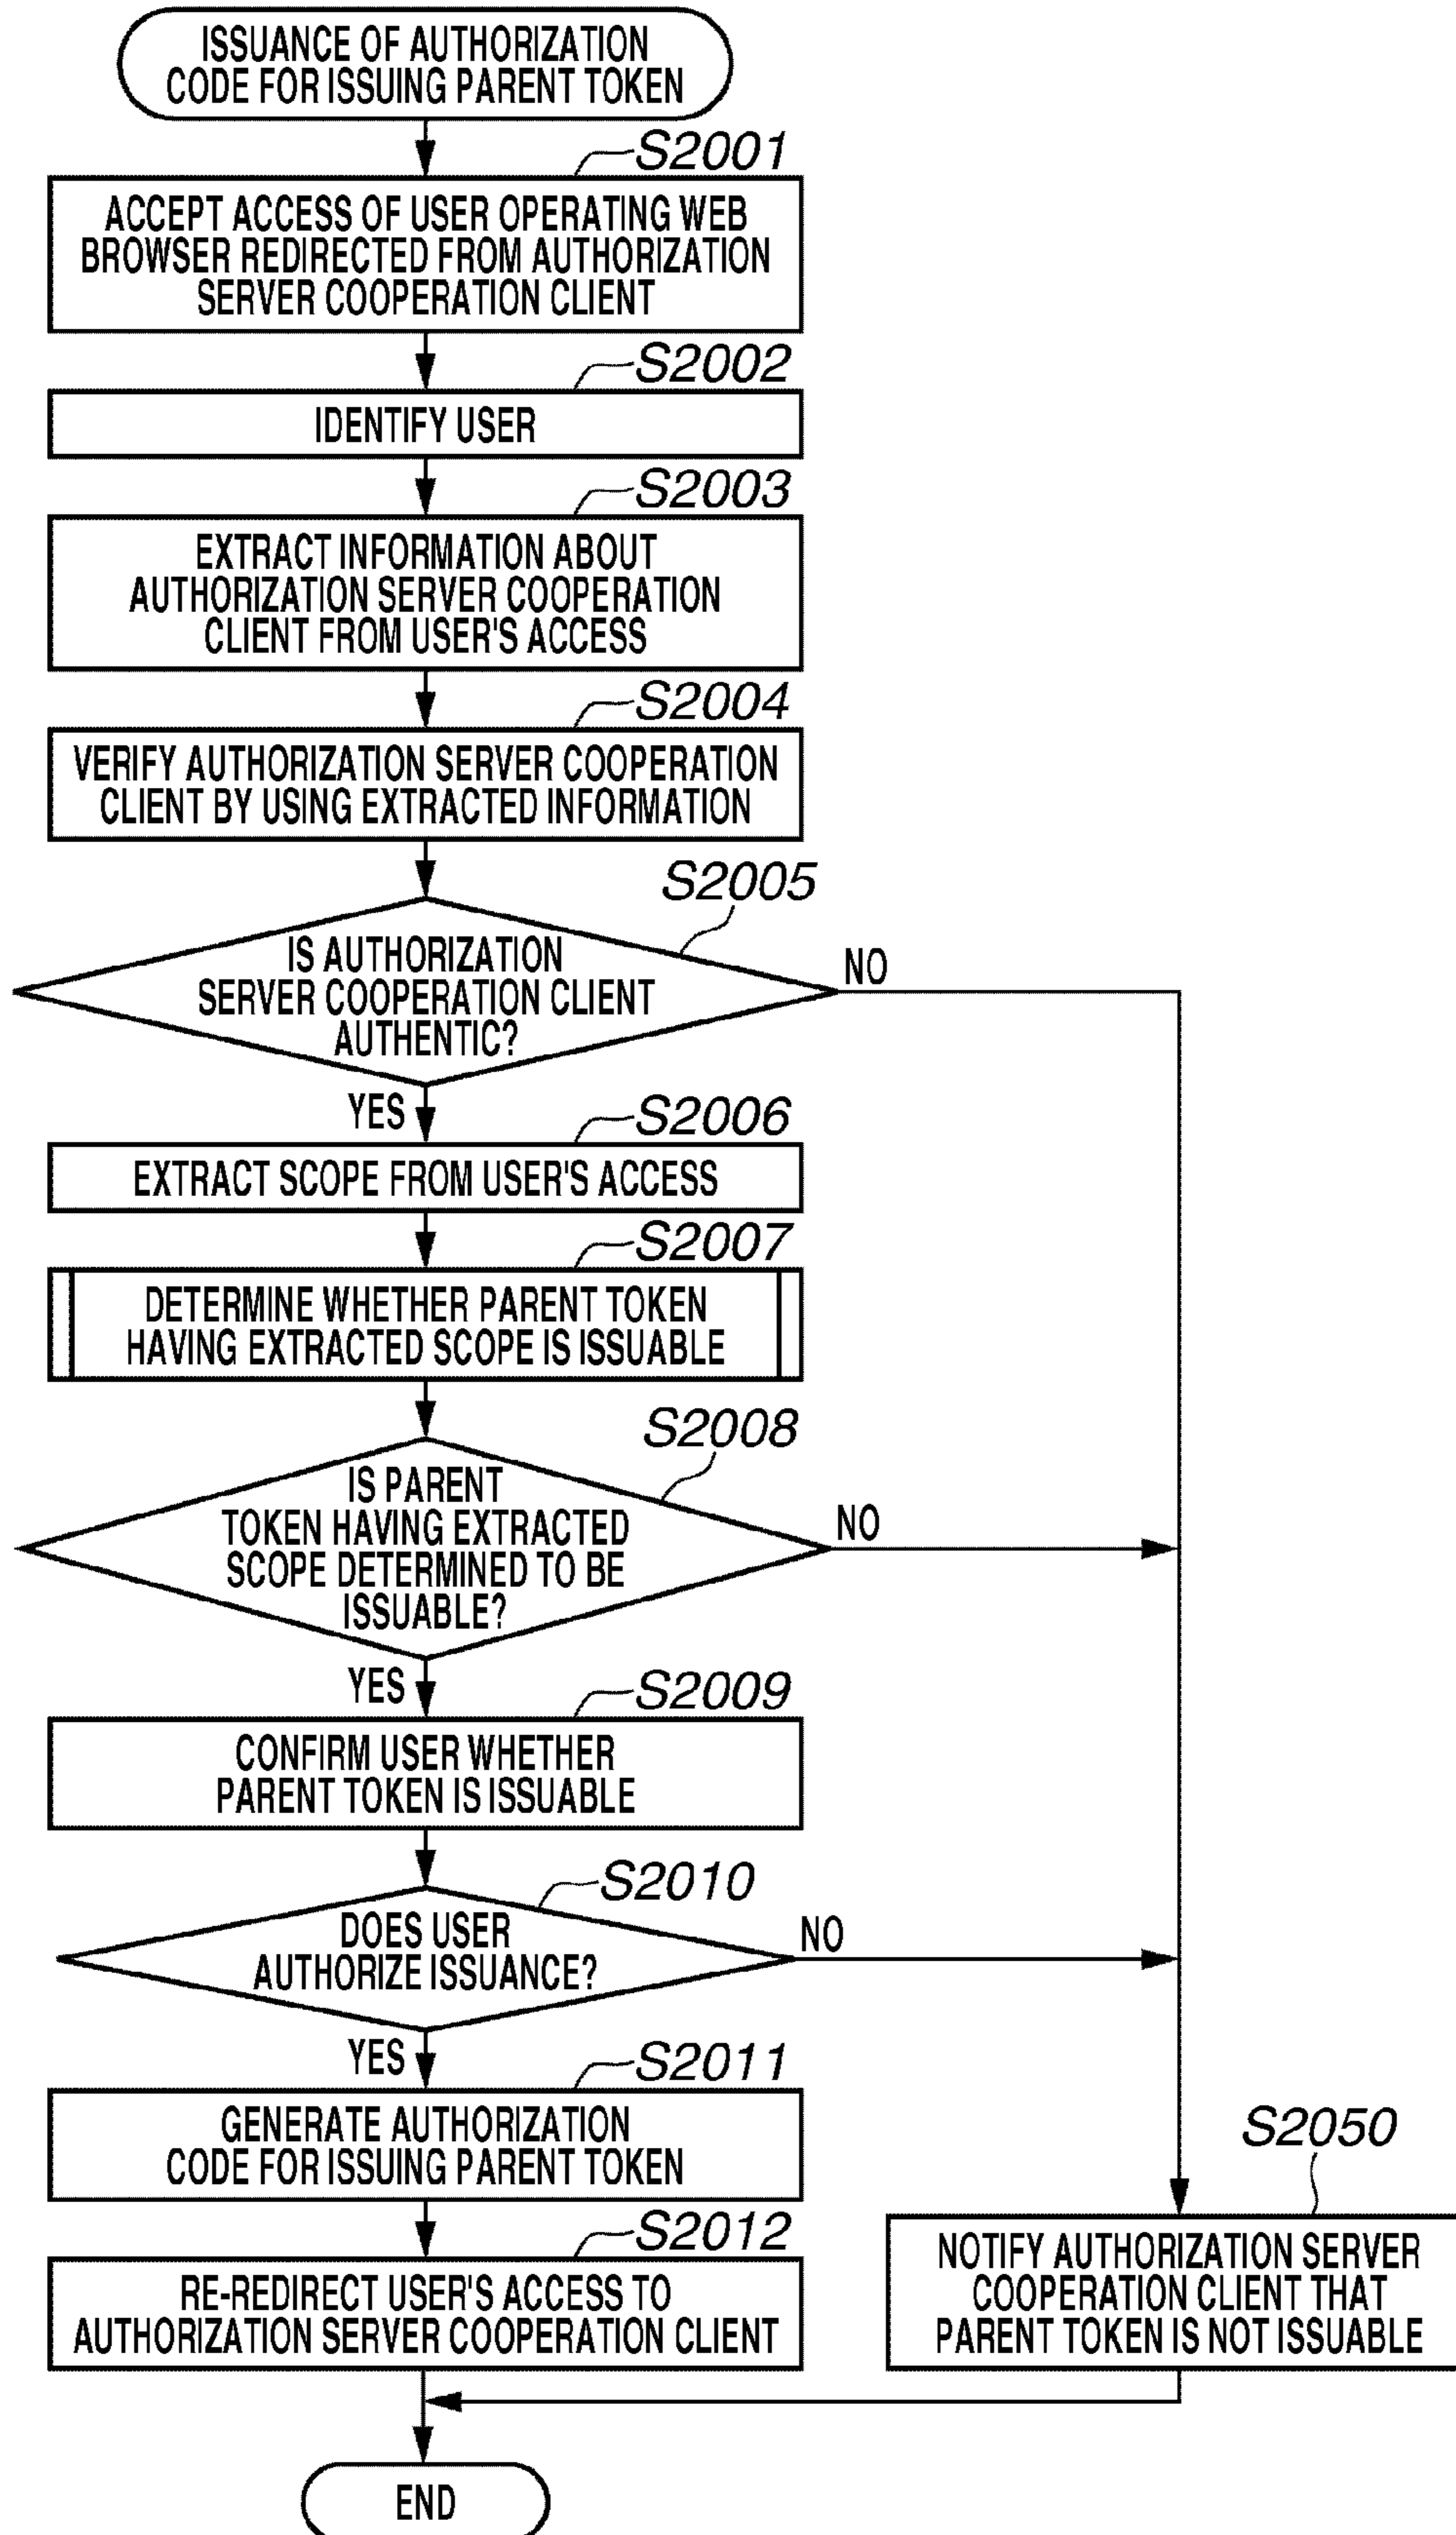 ISSUANCE OF AUTHORIZATION
CODE FOR ISSUING PARENT TOKEN
S2001
ACCEPT ACCESS OF USER OPERATING WEB
BROWSER REDIRECTED FROM AUTHORIZATION
SERVER COOPERATION CLIENT
S2002
IDENTIFY USER
S2003
EXTRACT INFORMATION ABOUT
AUTHORIZATION SERVER COOPERATION
CLIENT FROM USER'S ACCESS
S2004
VERIFY AUTHORIZATION SERVER COOPERATION
CLIENT BY USING EXTRACTED INFORMATION
S2005
IS AUTHORIZATION
SERVER COOPERATION CLIENT
AUTHENTIC?
NO
YES
S2006
EXTRACT SCOPE FROM USER'S ACCESS
S2007
DETERMINE WHETHER PARENT TOKEN
HAVING EXTRACTED SCOPE IS ISSUABLE
S2008
IS PARENT
TOKEN HAVING EXTRACTED
SCOPE DETERMINED TO BE
ISSUABLE?
NO
YES
S2009
CONFIRM USER WHETHER
PARENT TOKEN IS ISSUABLE
S2010
DOES USER
AUTHORIZE ISSUANCE?
NO
YES
S2011
GENERATE AUTHORIZATION
CODE FOR ISSUING PARENT TOKEN
S2012
RE-REDIRECT USER'S ACCESS TO
AUTHORIZATION SERVER COOPERATION CLIENT
S2050
NOTIFY AUTHORIZATION SERVER
COOPERATION CLIENT THAT
PARENT TOKEN IS NOT ISSUABLE
END